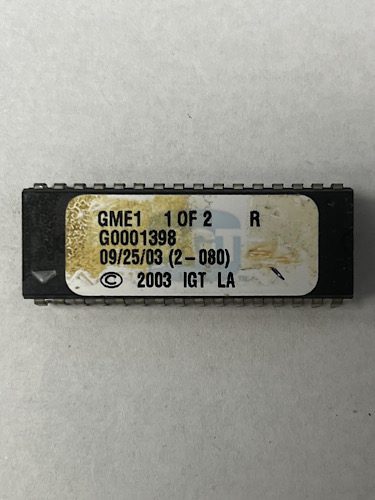 GME1 1 OF 2 R
G0001398
09/25/03 (2-080)
© 2003 IGT LA